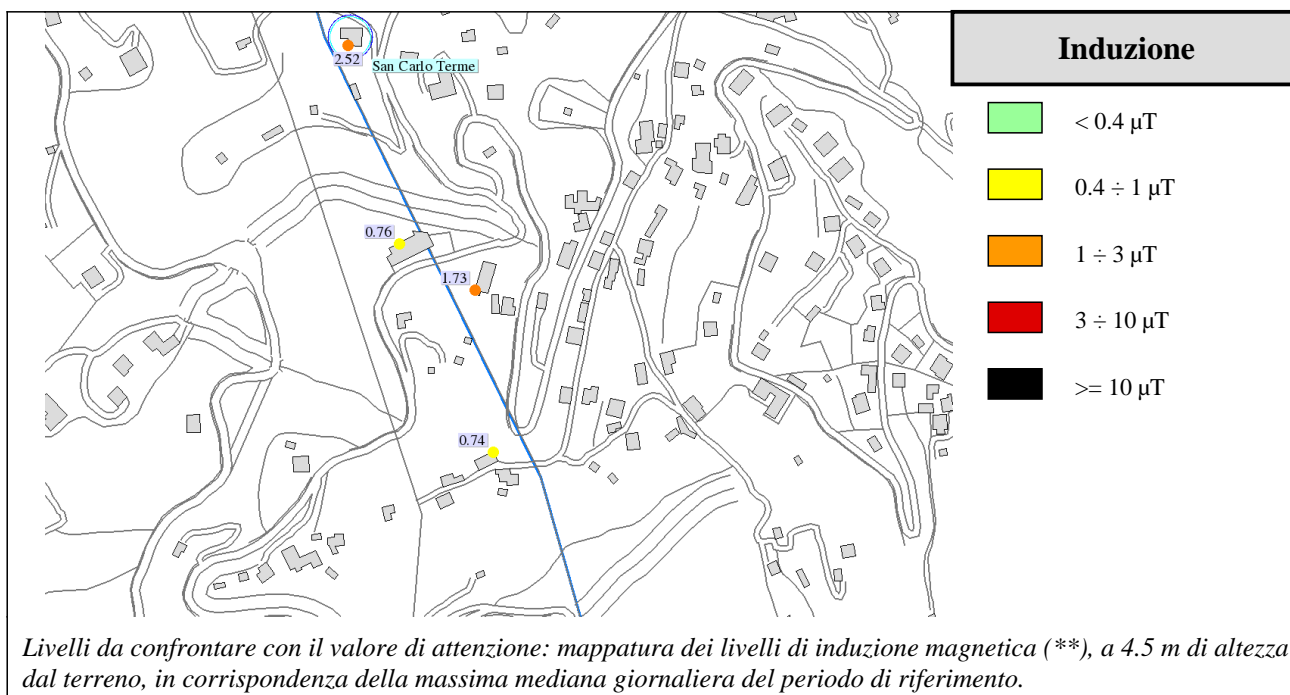 2.52
San Carlo Terme
0.76
1.73
0.74
Induzione
< 0.4 µT
0.4 ÷ 1 µT
1 ÷ 3 µT
3 ÷ 10 µT
>= 10 µT
Livelli da confrontare con il valore di attenzione: mappatura dei livelli di induzione magnetica (**), a 4.5 m di altezza
dal terreno, in corrispondenza della massima mediana giornaliera del periodo di riferimento.